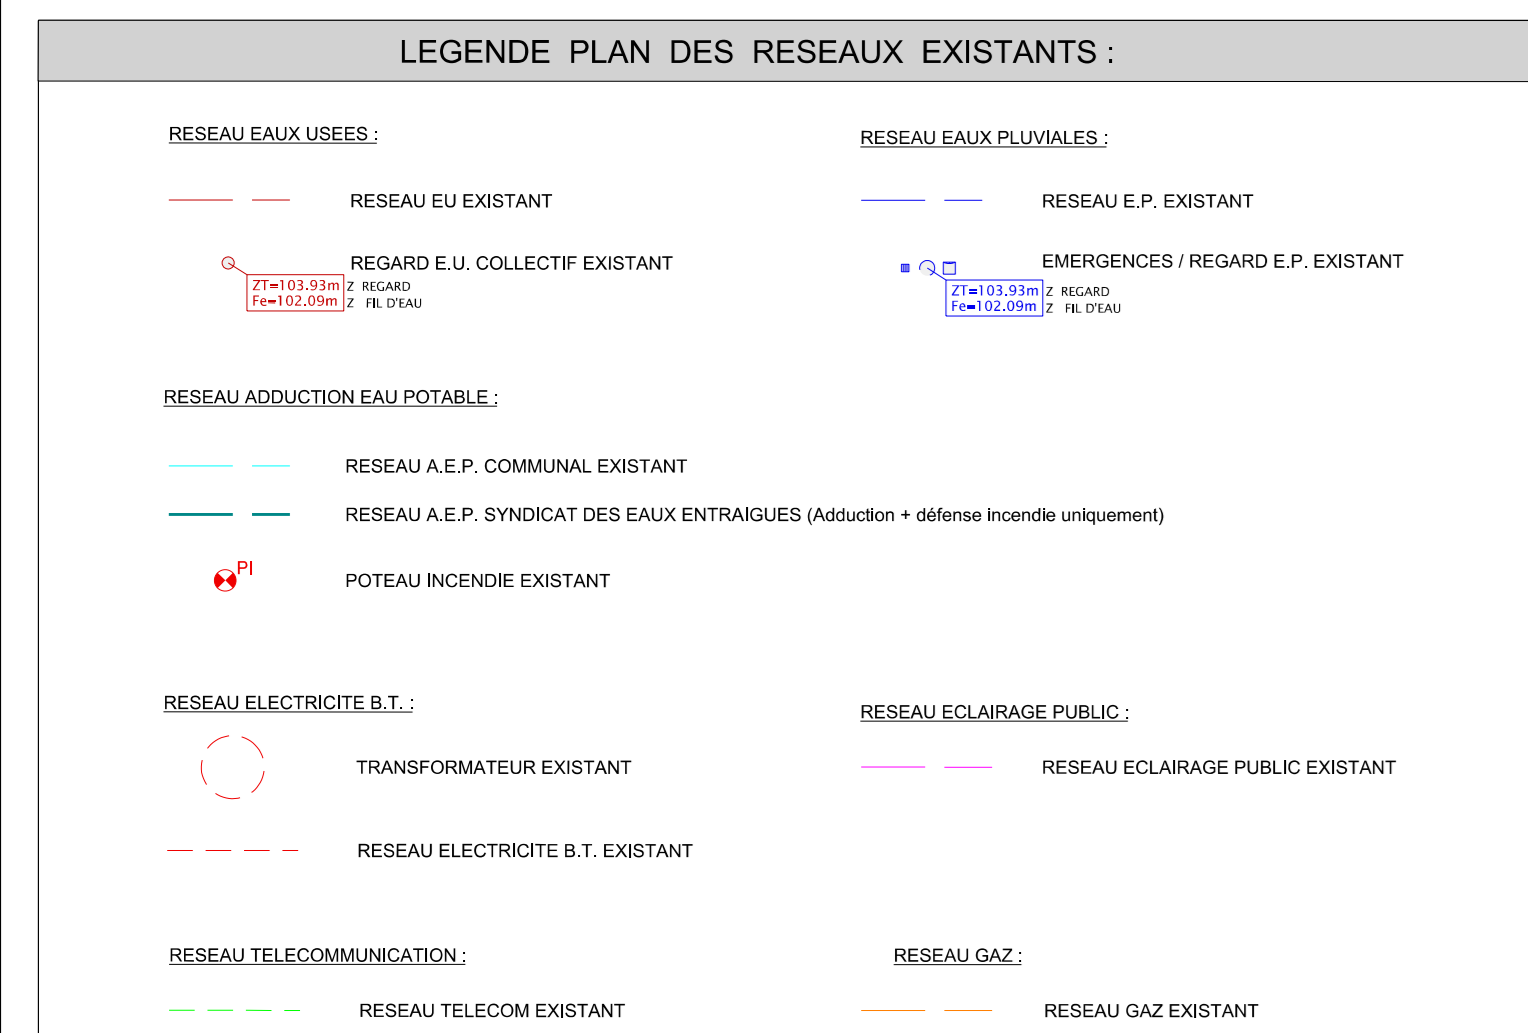 LEGENDE PLAN DES RESEAUX EXISTANTS :
RESEAU EAUX USEES :
RESEAU EU EXISTANT
REGARD E.U. COLLECTIF EXISTANT
ZT=103.93m Z REGARD
Fe=102.09m Z FIL D'EAU
RESEAU EAUX PLUVIALES :
RESEAU E.P. EXISTANT
EMERGENCES / REGARD E.P. EXISTANT
ZT=103.93m Z REGARD
Fe=102.09m Z FIL D'EAU
RESEAU ADDUCTION EAU POTABLE :
RESEAU A.E.P. COMMUNAL EXISTANT
RESEAU A.E.P. SYNDICAT DES EAUX ENTRAIGUES (Adduction + défense incendie uniquement)
PI
POTEAU INCENDIE EXISTANT
RESEAU ELECTRICITE B.T. :
TRANSFORMATEUR EXISTANT
RESEAU ELECTRICITE B.T. EXISTANT
RESEAU ECLAIRAGE PUBLIC :
RESEAU ECLAIRAGE PUBLIC EXISTANT
RESEAU TELECOMMUNICATION :
RESEAU TELECOM EXISTANT
RESEAU GAZ :
RESEAU GAZ EXISTANT